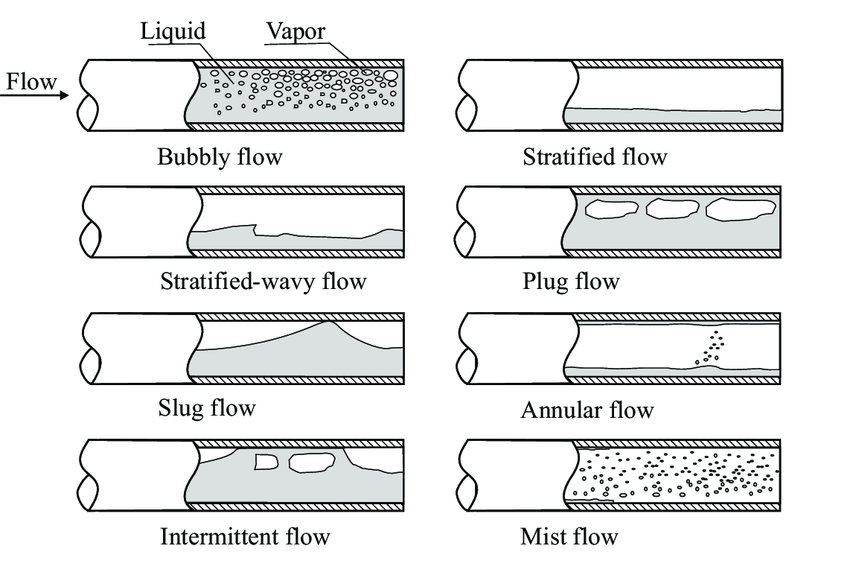 Liquid Vapor
Flow
Bubbly flow
Stratified flow
Stratified-wavy flow
Plug flow
Slug flow
Annular flow
Intermittent flow
Mist flow